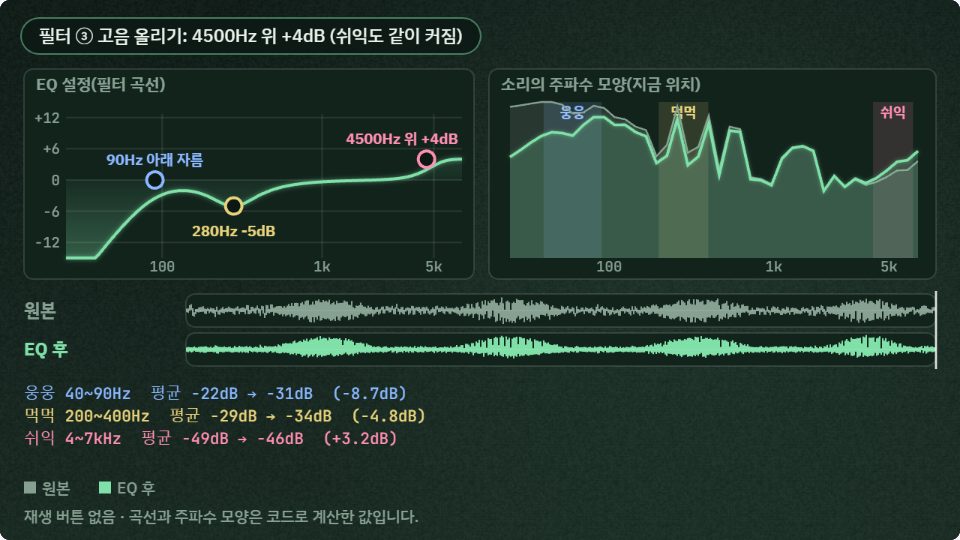 필터 ③ 고음 올리기: 4500Hz 위 +4dB (쉬익도 같이 커짐)
EQ 설정(필터 곡선)
+12
+6
0
-6
-12
90Hz 아래 자름
280Hz -5dB
4500Hz 위 +4dB
100 1k 5k
소리의 주파수 모양(지금 위치)
웅웅 먹먹 쉬익
100 1k 5k
원본
EQ 후
웅웅 40~90Hz 평균 -22dB → -31dB (-8.7dB)
먹먹 200~400Hz 평균 -29dB → -34dB (-4.8dB)
쉬익 4~7kHz 평균 -49dB → -46dB (+3.2dB)
원본 EQ 후
재생 버튼 없음 · 곡선과 주파수 모양은 코드로 계산한 값입니다.